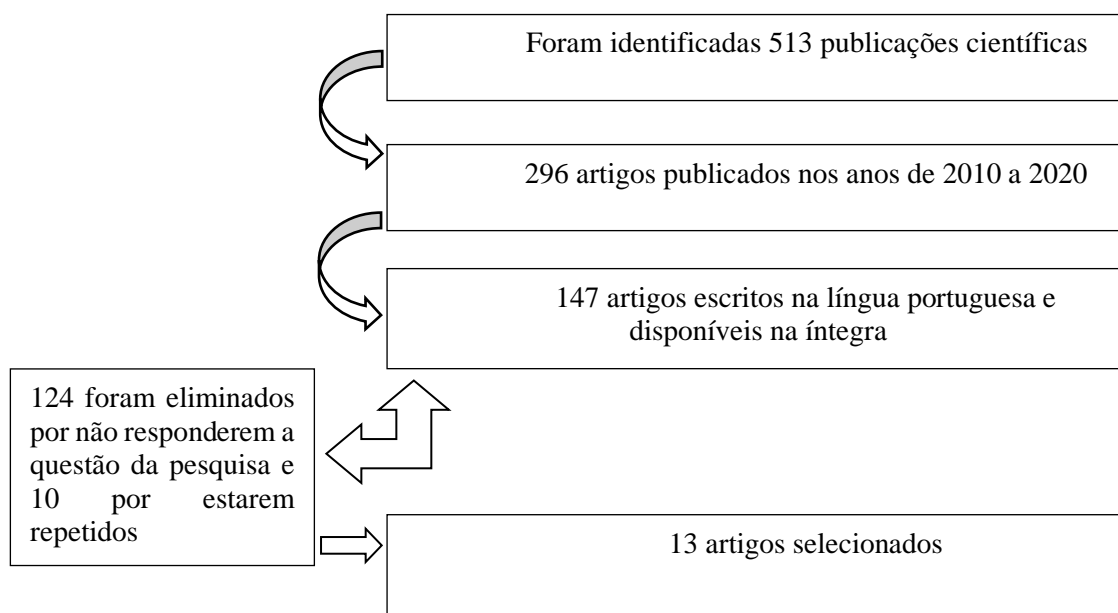 Foram identificadas 513 publicações científicas
296 artigos publicados nos anos de 2010 a 2020
147 artigos escritos na língua portuguesa e
disponíveis na íntegra
124 foram eliminados
por não responderem a
questão da pesquisa e
10 por estarem
repetidos
13 artigos selecionados